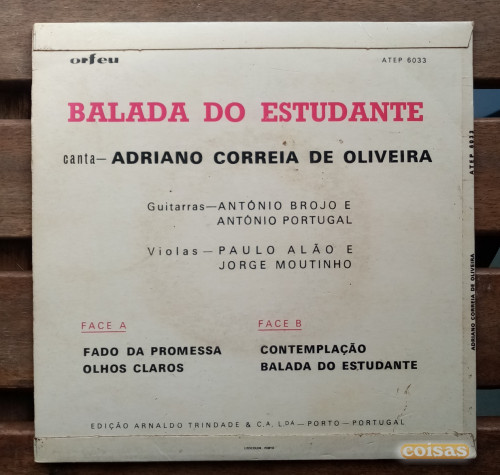 orfeu
ATEP 6033
BALADA DO ESTUDANTE
canta— ADRIANO CORREIA DE OLIVEIRA
Guitarras—ANTÓNIO BROJO E
ANTÓNIO PORTUGAL
Violas — PAULO ALÃO E
JORGE MOUTINHO
FACE A
FADO DA PROMESSA
OLHOS CLAROS
FACE B
CONTEMPLAÇÃO
BALADA DO ESTUDANTE
EDIÇÃO ARNALDO TRINDADE & C.A, LDA — PORTO — PORTUGAL
ATEP 6033
ADRIANO CORREIA DE OLIVEIRA
coisas